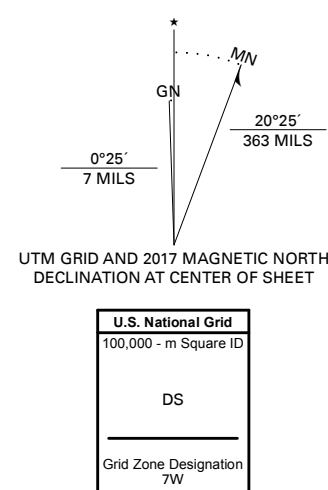 ★
MN
GN
0°25´
7 MILS
20°25´
363 MILS
UTM GRID AND 2017 MAGNETIC NORTH
DECLINATION AT CENTER OF SHEET
U.S. National Grid
100,000 - m Square ID
DS
Grid Zone Designation
7W